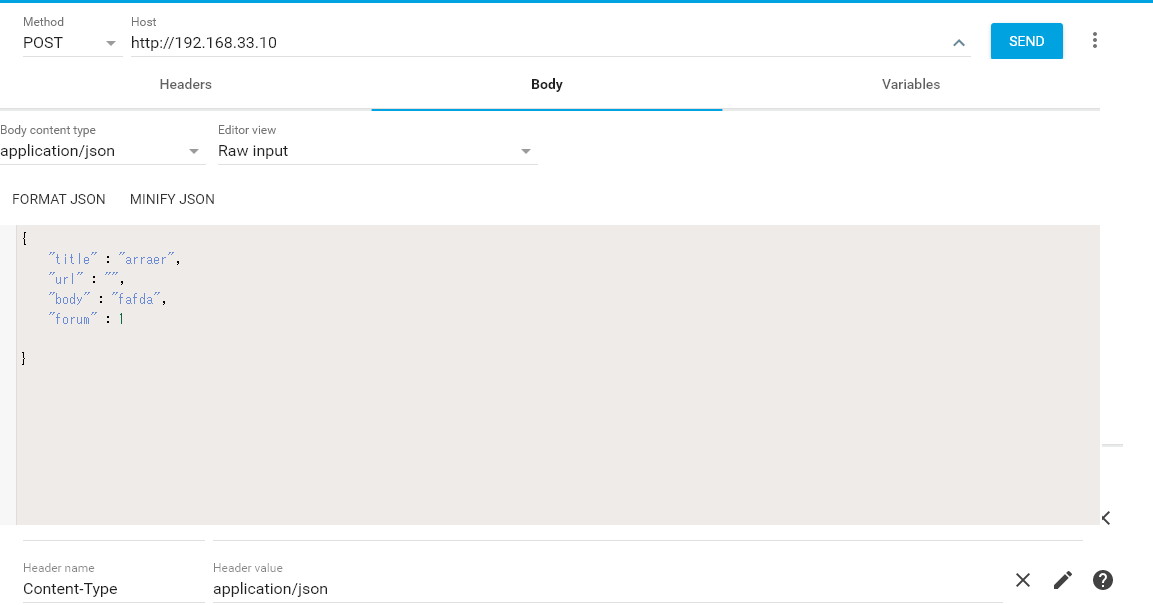 Method
Host
POST
http://192.168.33.10
SEND
Headers
Body
Variables
Body content type
Editor view
application/json
Raw input
FORMAT JSON
MINIFY JSON
{
"title" : "arraer",
"url" : "",
"body" : "fafda",
"forum" : 1
}
Header name
Header value
Content-Type
application/json